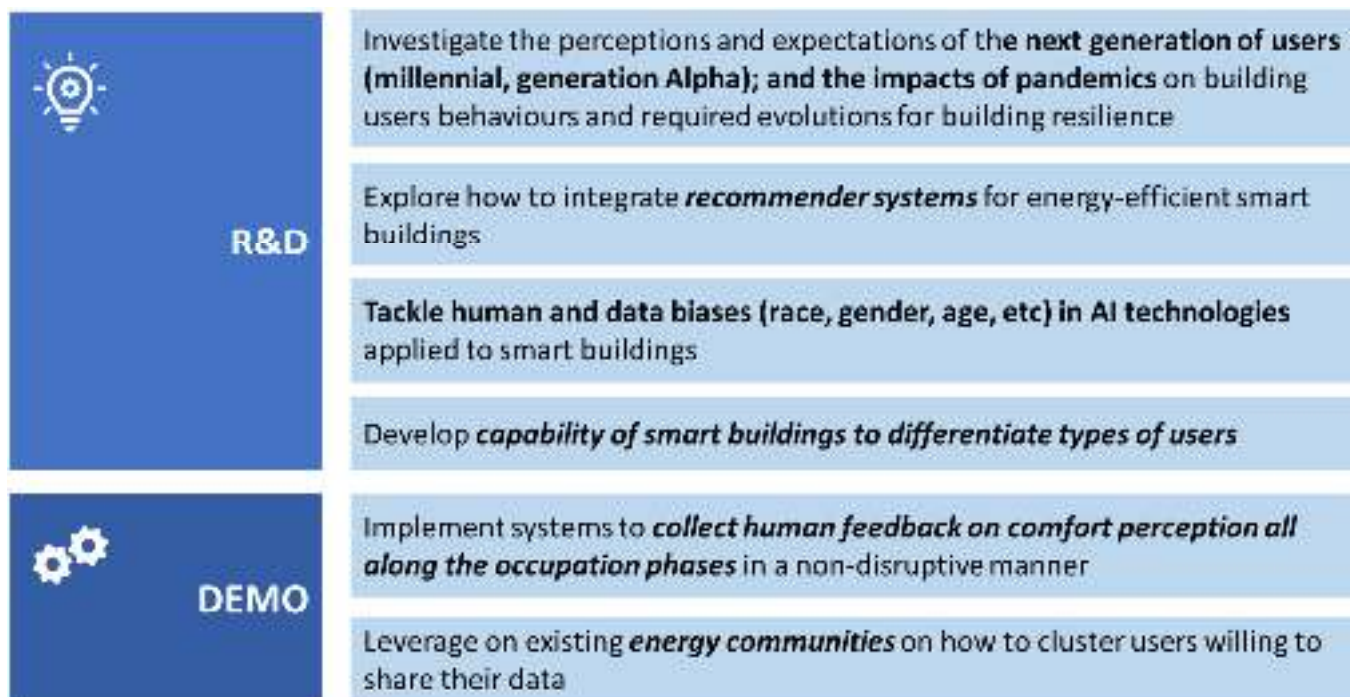 R&D
Investigate the perceptions and expectations of the next generation of users
(millennial, generation Alpha); and the impacts of pandemics on building
users behaviours and required evolutions for building resilience
Explore how to integrate recommender systems for energy-efficient smart
buildings
Tackle human and data biases (race, gender, age, etc) in AI technologies
applied to smart buildings
Develop capability of smart buildings to differentiate types of users
DEMO
Implement systems to collect human feedback on comfort perception all
along the occupation phases in a non-disruptive manner
Leverage on existing energy communities on how to cluster users willing to
share their data